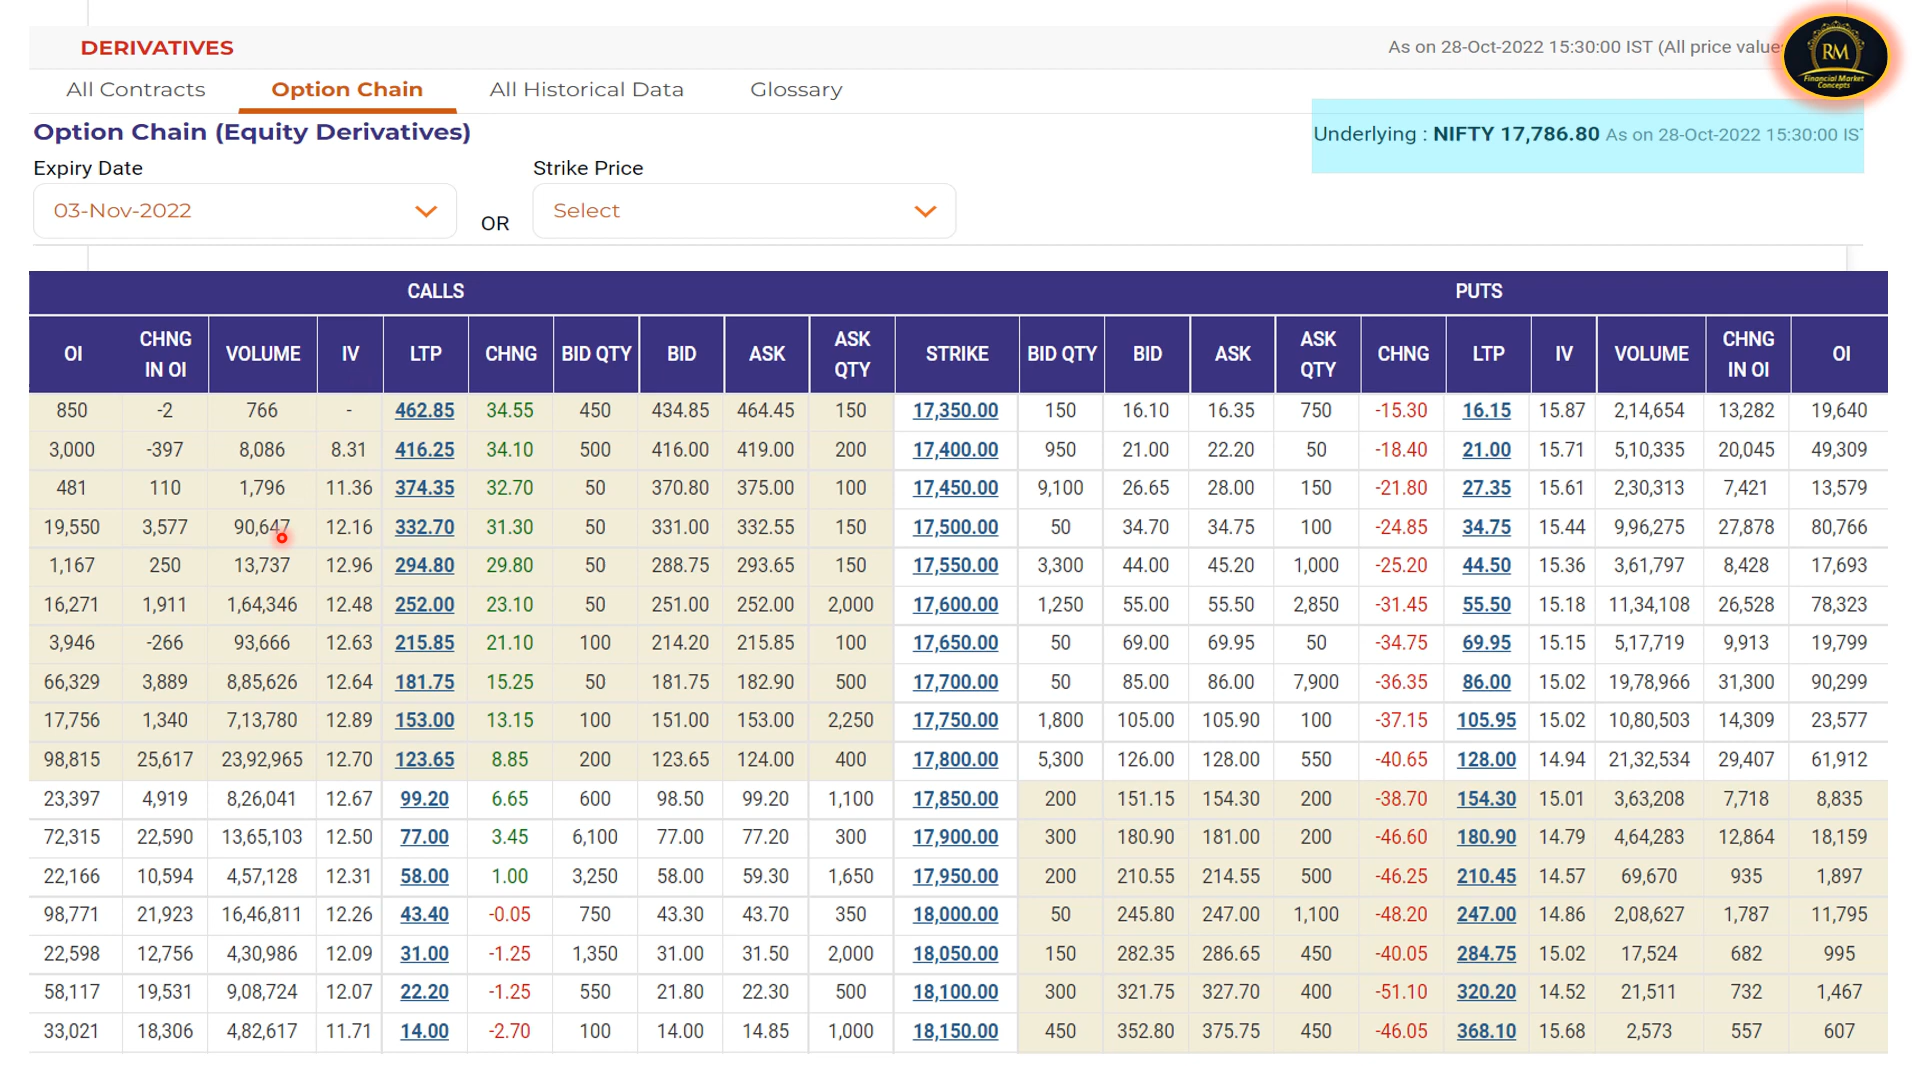 DERIVATIVES
As on 28-Oct-2022 15:30:00 IST (All price value
RM
Financial Market
Concepts
All Contracts Option Chain All Historical Data Glossary
Option Chain (Equity Derivatives)
Underlying : NIFTY 17,786.80 As on 28-Oct-2022 15:30:00 IS
Expiry Date Strike Price
03-Nov-2022 OR Select
CALLS PUTS
OI CHNG IN OI VOLUME IV LTP CHNG BID QTY BID ASK ASK QTY STRIKE BID QTY BID ASK ASK QTY CHNG LTP IV VOLUME CHNG IN OI OI
850 -2 766 - 462.85 34.55 450 434.85 464.45 150 17,350.00 150 16.10 16.35 750 -15.30 16.15 15.87 2,14,654 13,282 19,640
3,000 -397 8,086 8.31 416.25 34.10 500 416.00 419.00 200 17,400.00 950 21.00 22.20 50 -18.40 21.00 15.71 5,10,335 20,045 49,309
481 110 1,796 11.36 374.35 32.70 50 370.80 375.00 100 17,450.00 9,100 26.65 28.00 150 -21.80 27.35 15.61 2,30,313 7,421 13,579
19,550 3,577 90,647 12.16 332.70 31.30 50 331.00 332.55 150 17,500.00 50 34.70 34.75 100 -24.85 34.75 15.44 9,96,275 27,878 80,766
1,167 250 13,737 12.96 294.80 29.80 50 288.75 293.65 150 17,550.00 3,300 44.00 45.20 1,000 -25.20 44.50 15.36 3,61,797 8,428 17,693
16,271 1,911 1,64,346 12.48 252.00 23.10 50 251.00 252.00 2,000 17,600.00 1,250 55.00 55.50 2,850 -31.45 55.50 15.18 11,34,108 26,528 78,323
3,946 -266 93,666 12.63 215.85 21.10 100 214.20 215.85 100 17,650.00 50 69.00 69.95 50 -34.75 69.95 15.15 5,17,719 9,913 19,799
66,329 3,889 8,85,626 12.64 181.75 15.25 50 181.75 182.90 500 17,700.00 50 85.00 86.00 7,900 -36.35 86.00 15.02 19,78,966 31,300 90,299
17,756 1,340 7,13,780 12.89 153.00 13.15 100 151.00 153.00 2,250 17,750.00 1,800 105.00 105.90 100 -37.15 105.95 15.02 10,80,503 14,309 23,577
98,815 25,617 23,92,965 12.70 123.65 8.85 200 123.65 124.00 400 17,800.00 5,300 126.00 128.00 550 -40.65 128.00 14.94 21,32,534 29,407 61,912
23,397 4,919 8,26,041 12.67 99.20 6.65 600 98.50 99.20 1,100 17,850.00 200 151.15 154.30 200 -38.70 154.30 15.01 3,63,208 7,718 8,835
72,315 22,590 13,65,103 12.50 77.00 3.45 6,100 77.00 77.20 300 17,900.00 300 180.90 181.00 200 -46.60 180.90 14.79 4,64,283 12,864 18,159
22,166 10,594 4,57,128 12.31 58.00 1.00 3,250 58.00 59.30 1,650 17,950.00 200 210.55 214.55 500 -46.25 210.45 14.57 69,670 935 1,897
98,771 21,923 16,46,811 12.26 43.40 -0.05 750 43.30 43.70 350 18,000.00 50 245.80 247.00 1,100 -48.20 247.00 14.86 2,08,627 1,787 11,795
22,598 12,756 4,30,986 12.09 31.00 -1.25 1,350 31.00 31.50 2,000 18,050.00 150 282.35 286.65 450 -40.05 284.75 15.02 17,524 682 995
58,117 19,531 9,08,724 12.07 22.20 -1.25 550 21.80 22.30 500 18,100.00 300 321.75 327.70 400 -51.10 320.20 14.52 21,511 732 1,467
33,021 18,306 4,82,617 11.71 14.00 -2.70 100 14.00 14.85 1,000 18,150.00 450 352.80 375.75 450 -46.05 368.10 15.68 2,573 557 607